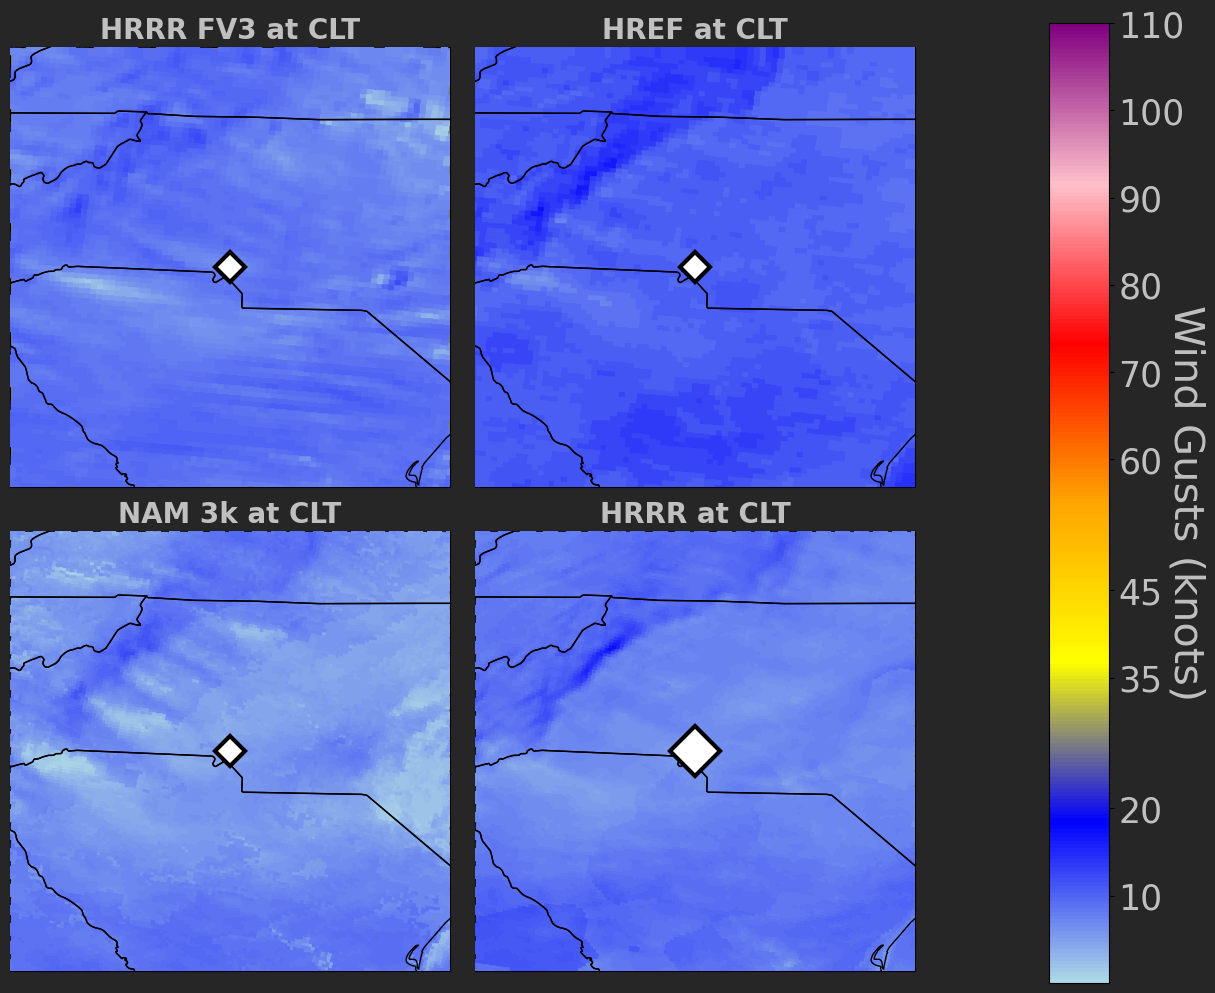 HRRR FV3 at CLT
HREF at CLT
NAM 3k at CLT
HRRR at CLT
110
100
90
80
70
60
45
35
20
10
Wind Gusts (knots)